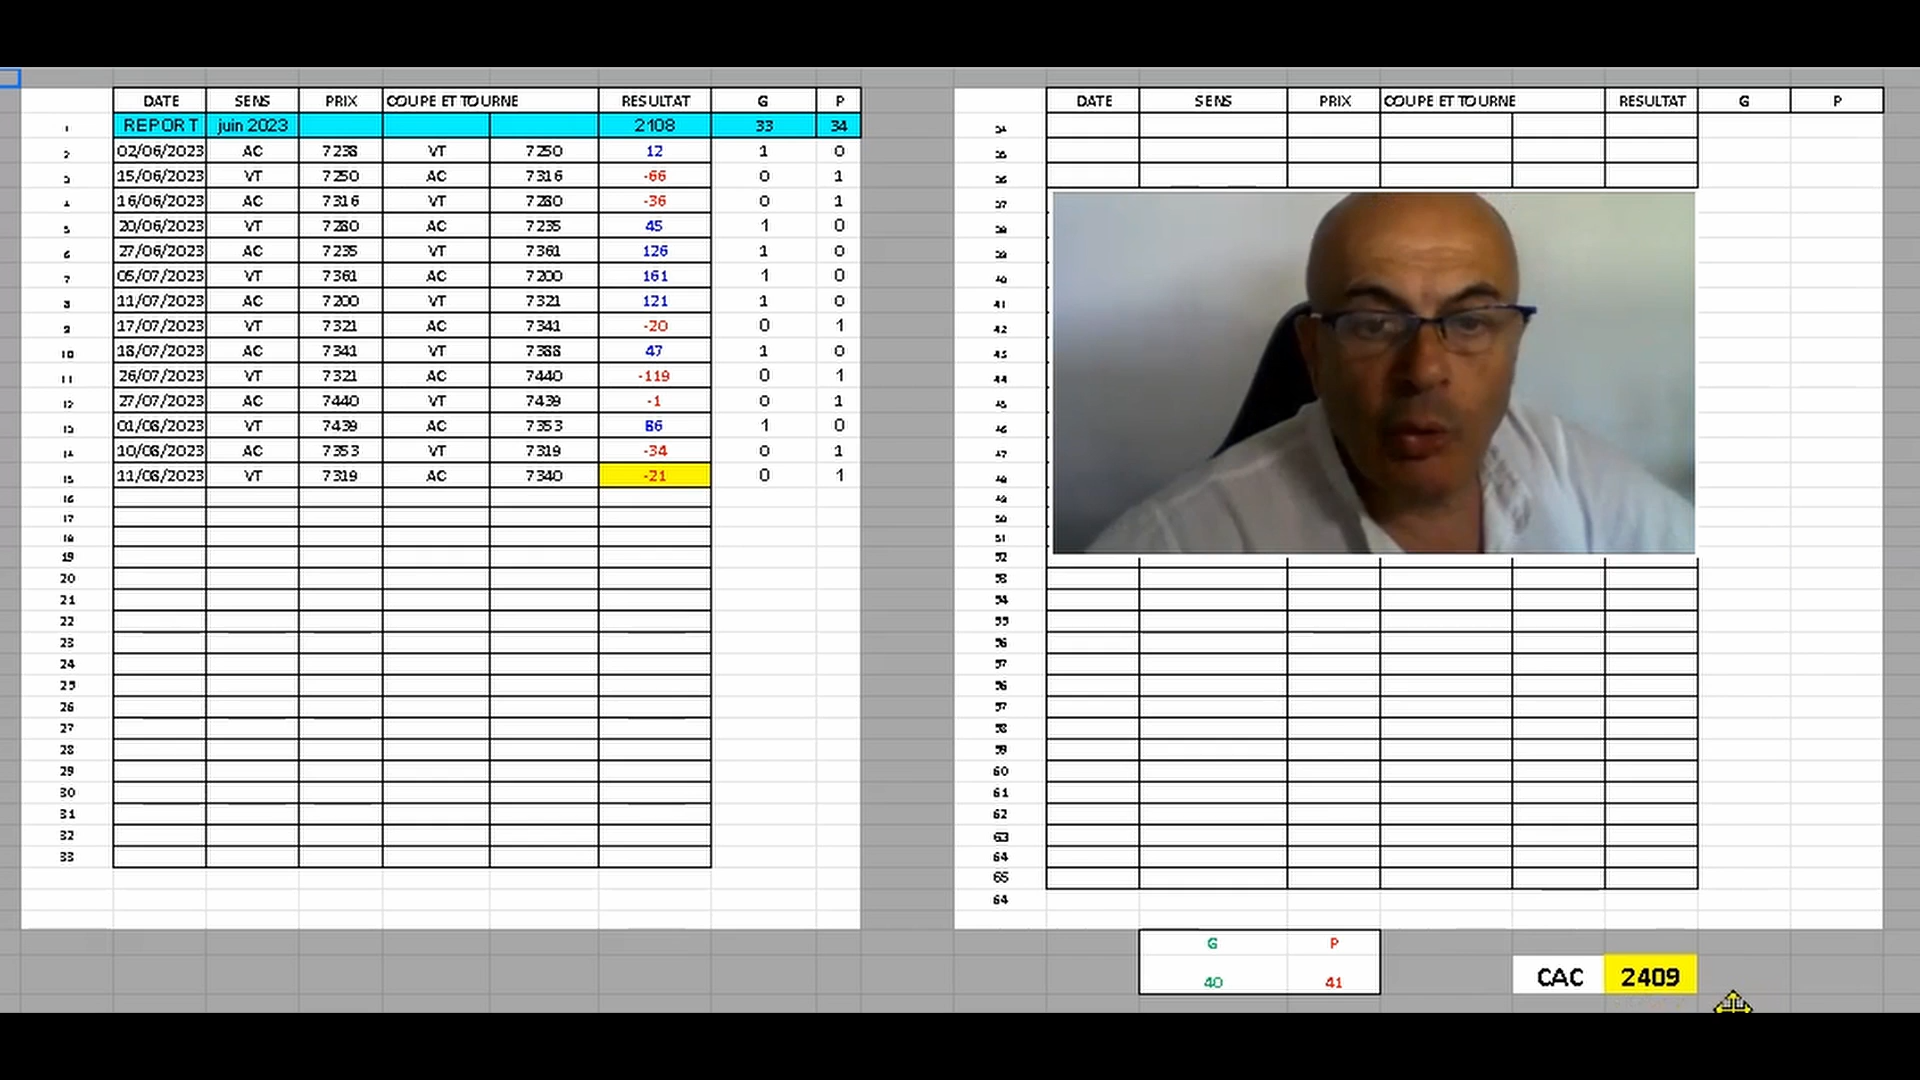 DATE SENS PRIX COUPE ET TOURNE RESULTAT G P
1 REPORT juin 2023 2108 33 34
2 02/06/2023 AC 7238 VT 7250 12 1 0
3 15/06/2023 VT 7250 AC 7316 -66 0 1
4 16/06/2023 AC 7316 VT 7280 -36 0 1
5 20/06/2023 VT 7280 AC 7235 45 1 0
6 27/06/2023 AC 7235 VT 7361 126 1 0
7 05/07/2023 VT 7361 AC 7200 161 1 0
8 11/07/2023 AC 7200 VT 7321 121 1 0
9 17/07/2023 VT 7321 AC 7341 -20 0 1
10 18/07/2023 AC 7341 VT 7388 47 1 0
11 26/07/2023 VT 7321 AC 7440 -119 0 1
12 27/07/2023 AC 7440 VT 7439 -1 0 1
13 01/08/2023 VT 7439 AC 7353 86 1 0
14 10/08/2023 AC 7353 VT 7319 -34 0 1
15 11/08/2023 VT 7319 AC 7340 -21 0 1
16
17
18
19
20
21
22
23
24
25
26
27
28
29
30
31
32
33
DATE SENS PRIX COUPE ET TOURNE RESULTAT G P
34
35
36
37
38
39
40
41
42
43
44
45
46
47
48
49
50
51
52
53
54
55
56
57
56
57
58
59
60
61
62
63
64
65
64
G P
40 41
CAC 2409